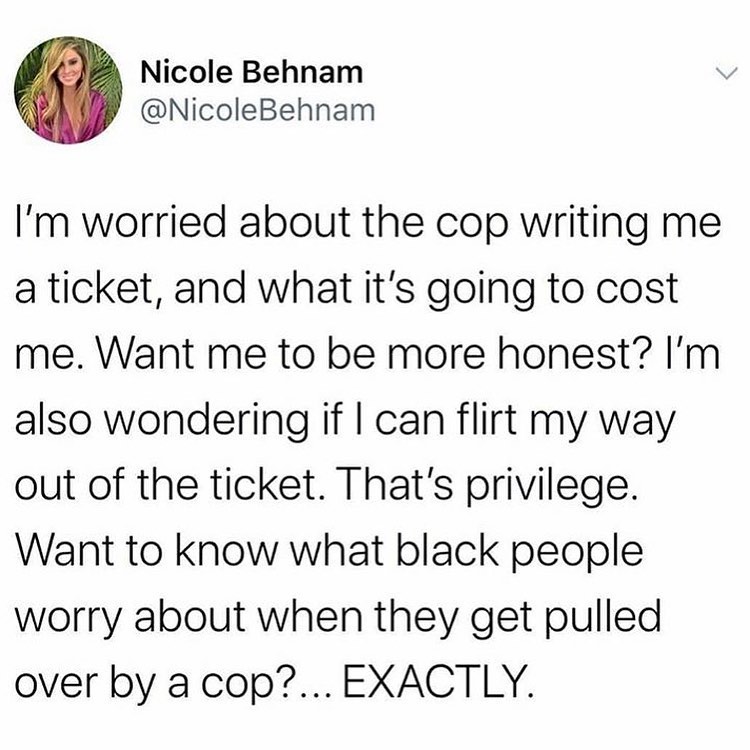 Nicole Behnam
@NicoleBehnam
I'm worried about the cop writing me
a ticket, and what it's going to cost
me. Want me to be more honest? I'm
also wondering if I can flirt my way
out of the ticket. That's privilege.
Want to know what black people
worry about when they get pulled
over by a cop?... EXACTLY.